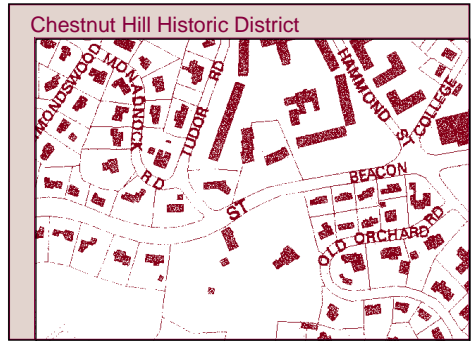 Chestnut Hill Historic District
MONDSWOOD
MONADNOCK
RD
TUDOR RD
HAMMOND ST
COLLEGE
BEACON
ST
OLD ORCHARD RD